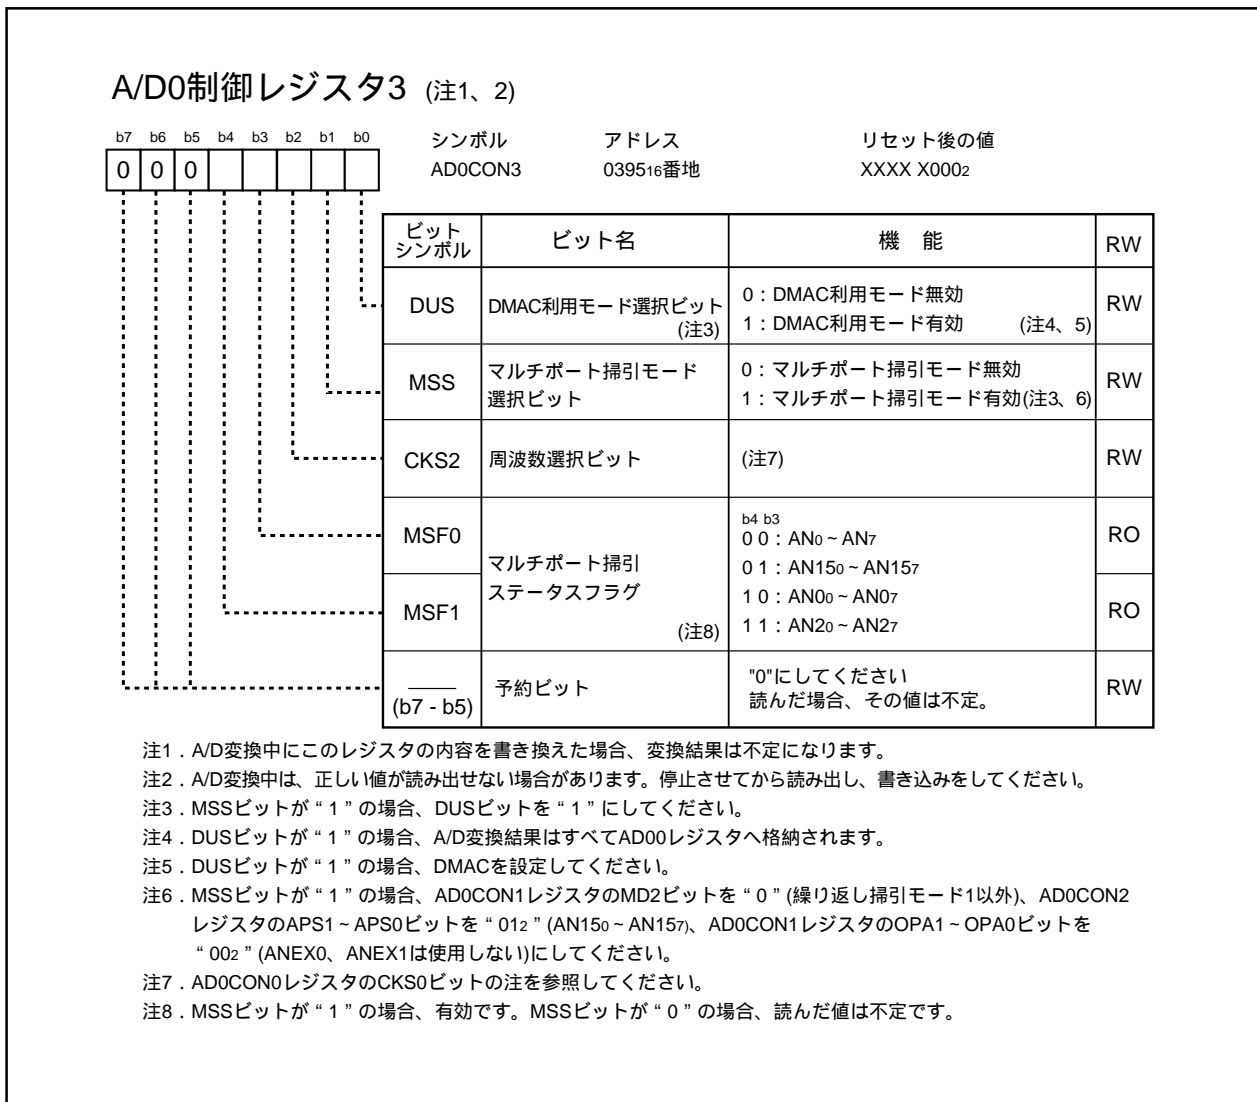 A/D0制御レジスタ3 (注1、2)
b7 b6 b5 b4 b3 b2 b1 b0
0 0 0
シンボル アドレス リセット後の値
AD0CON3 039516番地 XXXX X0002
ビット
シンボル
ビット名
機 能
RW
DUS
DMAC利用モード選択ビット
(注3)
0：DMAC利用モード無効
1：DMAC利用モード有効 (注4、5)
RW
MSS
マルチポート掃引モード
選択ビット
0：マルチポート掃引モード無効
1：マルチポート掃引モード有効(注3、6)
RW
CKS2
周波数選択ビット
(注7)
RW
MSF0
MSF1
マルチポート掃引
ステータスフラグ
(注8)
b4 b3
0 0：AN0～AN7
0 1：AN150～AN157
1 0：AN00～AN07
1 1：AN20～AN27
RO
RO
(b7 - b5)
予約ビット
"0"にしてください
読んだ場合、その値は不定。
RW
注1．A/D変換中にこのレジスタの内容を書き換えた場合、変換結果は不定になります。
注2．A/D変換中は、正しい値が読み出せない場合があります。停止させてから読み出し、書き込みをしてください。
注3．MSSビットが“1”の場合、DUSビットを“1”にしてください。
注4．DUSビットが“1”の場合、A/D変換結果はすべてAD00レジスタへ格納されます。
注5．DUSビットが“1”の場合、DMACを設定してください。
注6．MSSビットが“1”の場合、AD0CON1レジスタのMD2ビットを“0”(繰り返し掃引モード1以外)、AD0CON2
レジスタのAPS1～APS0ビットを“012”(AN150～AN157)、AD0CON1レジスタのOPA1～OPA0ビットを
“002”(ANEX0、ANEX1は使用しない)にしてください。
注7．AD0CON0レジスタのCKS0ビットの注を参照してください。
注8．MSSビットが“1”の場合、有効です。MSSビットが“0”の場合、読んだ値は不定です。